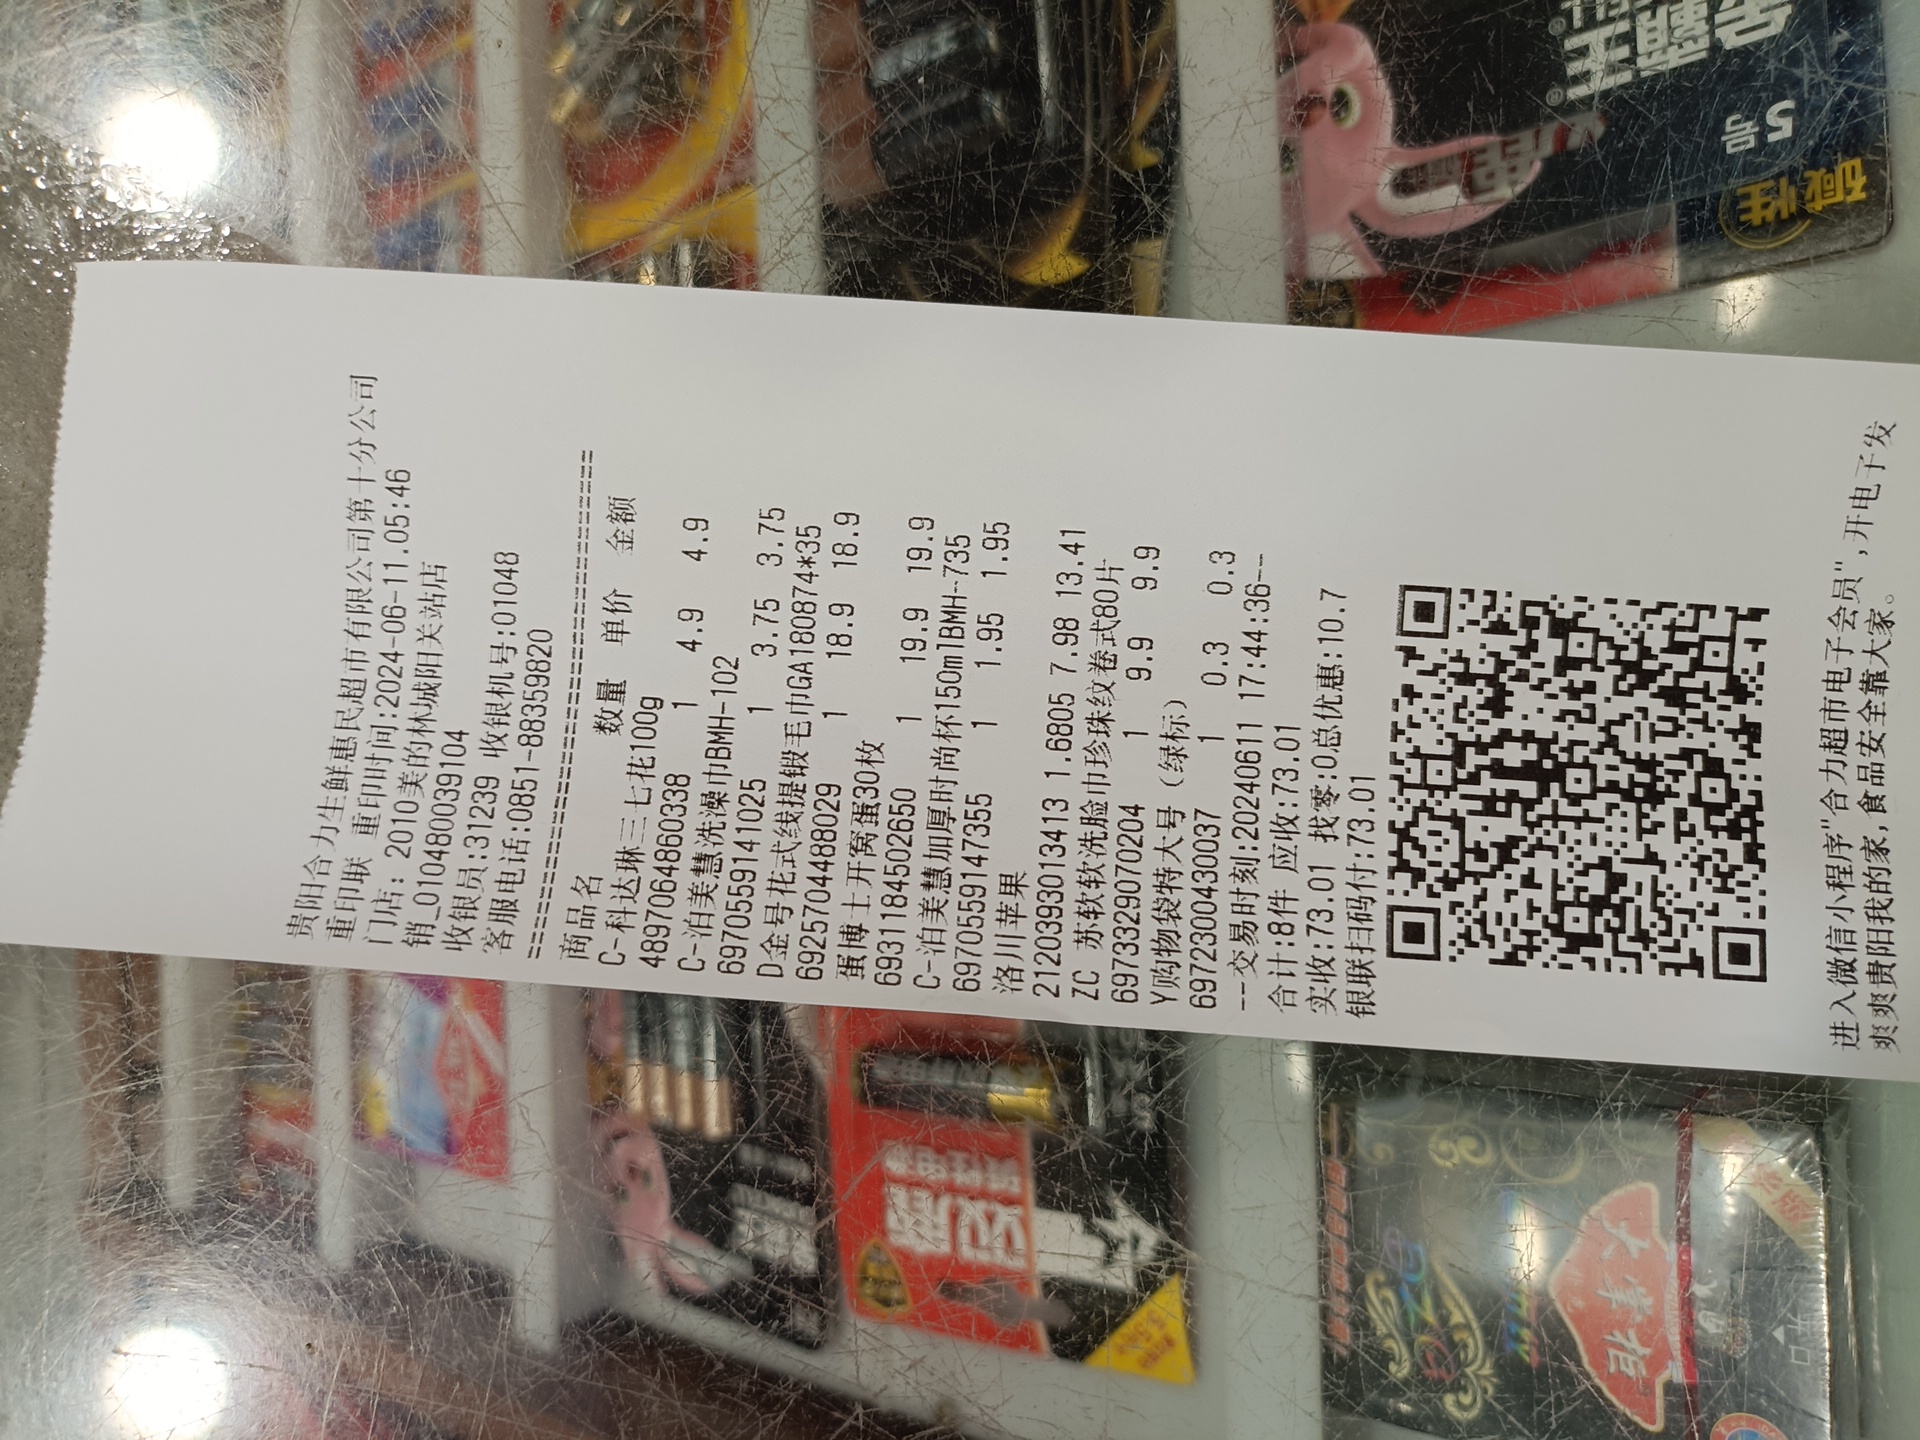 贵阳合力生鲜惠民超市有限公司第十分公司
重印联 重印时间:2024-06-11.05:46
门店: 2010美的林城阳关站店
销_010480039104
收银员:31239 收银机号:01048
客服电话:0851-88359820
商品名 数量 单价 金额
C-科达琳三七花100g
4897066486O338 1 4.9 4.9
C-泊美慧洗澡巾BMH-102
6970559141025 1 3.75 3.75
D金号花式线提锻毛巾GA180874*35
6925704488029 1 18.9 18.9
蛋博士开窝蛋30枚
6931184502650 1 19.9 19.9
C-泊美慧加厚时尚杯150mlBMH-735
6970559147355 1 1.95 1.95
洛川苹果
2120393013413 1.6805 7.98 13.41
ZC 苏软软洗脸巾珍珠纹卷式80片
6973329070204 1 9.9 9.9
Y购物袋特大号（绿标）
6972300430037 1 0.3 0.3
--交易时刻:20240611 17:44:36--
合计:8件 应收:73.01
实收:73.01 找零:0总优惠:10.7
银联扫码付:73.01
进入微信小程序"合力超市电子会员",开电子发
爽爽贵阳我的家,食品安全靠大家。
5
碱性
大掌柜